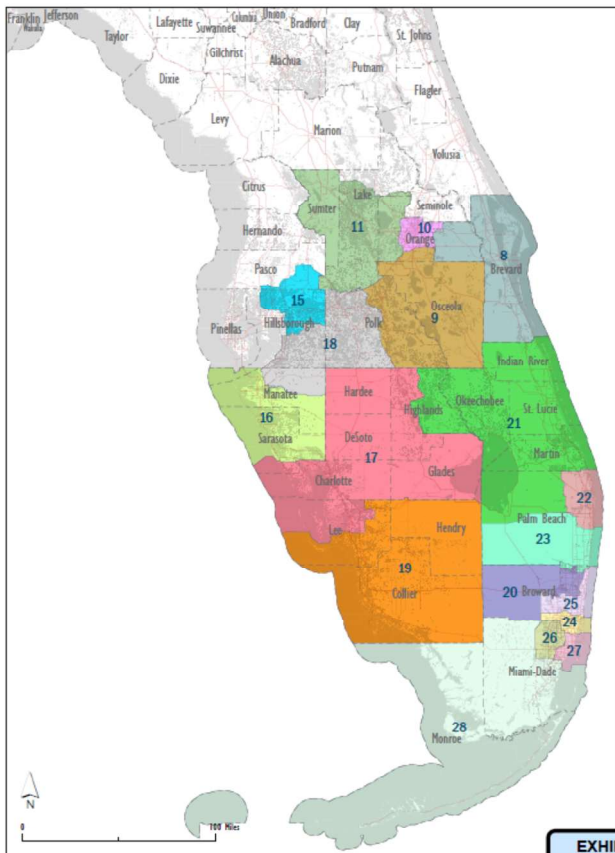 Franklin Jefferson
Wakulla
Lafayette
Columbia
Union
Bradford
Clay
Taylor
Suwannee
St. Johns
Gilchrist
Alachua
Putnam
Dixie
Flagler
Levy
Marion
Volusia
Citrus
Sumter
Lake
Seminole
Hernando
11
10
Orange
8
Brevard
Pasco
15
Osceola
9
Pinellas
Hillsborough
Polk
18
Indian River
Manatee
Hardee
Okeechobee
16
Highlands
St. Lucie
21
Sarasota
DeSoto
17
Martin
Glades
Charlotte
22
Lee
Hendry
Palm Beach
23
19
Collier
20
Broward
25
24
26
27
Miami-Dade
28
Monroe
N
0
100 Miles
EXHI